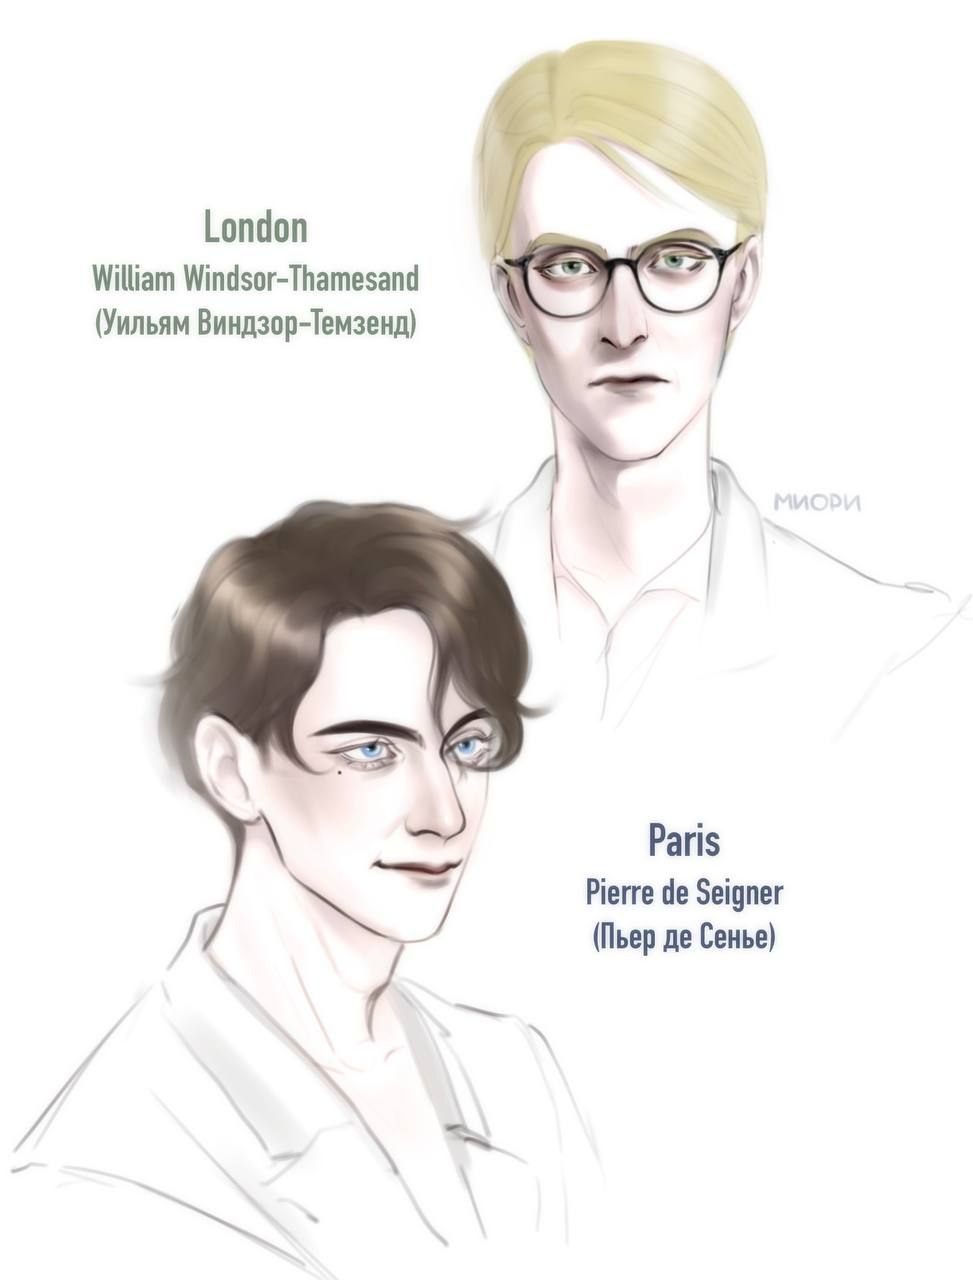 London
William Windsor-Thamesand
(Уильям Виндзор-Темзенд)
МИОРИ
Paris
Pierre de Seigner
(Пьер де Сенье)